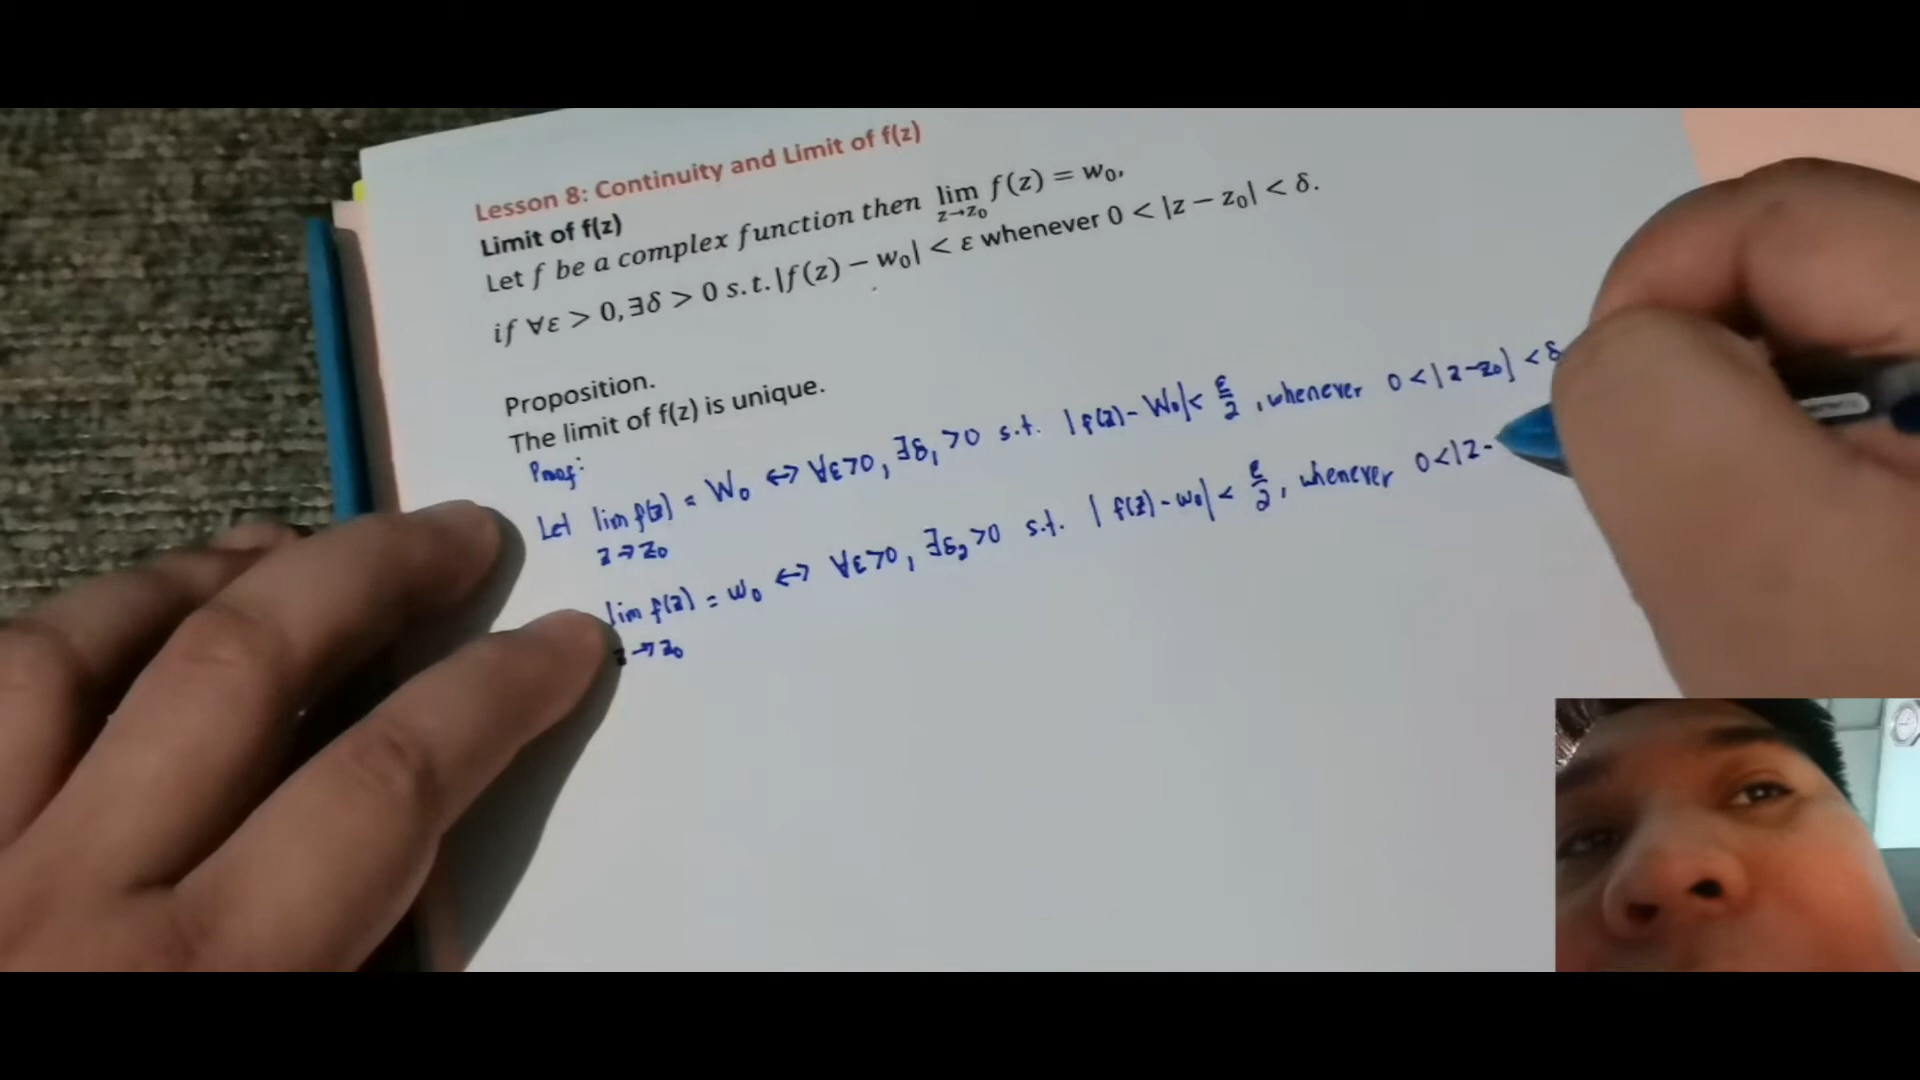 Lesson 8: Continuity and Limit of f(z)
Limit of f(z)
Let f be a complex function then lim f(z) = w₀,
z→z₀
if ∀ε > 0, ∃δ > 0 s.t. |f(z) − w₀| < ε whenever 0 < |z − z₀| < δ.
Proposition.
The limit of f(z) is unique.
Proof:
Let lim f(z) = W₀ ↔ ∀ε>0, ∃δ₁ >0 s.t. |f(z) - W₀| < ε/2, whenever 0<|z-z₀| < δ
z→z₀
lim f(z) = w₀ ↔ ∀ε>0, ∃δ₂ >0 s.t. |f(z) - w₀| < ε/2, whenever 0<|z-
z→z₀